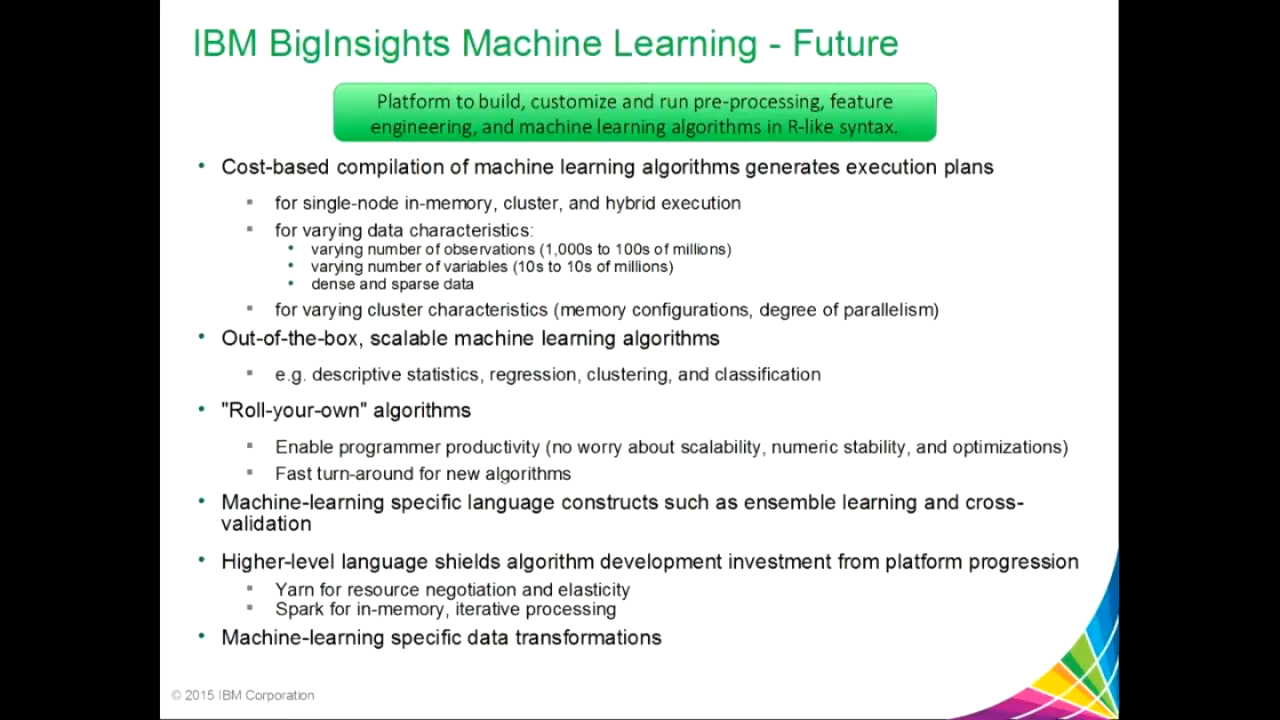 IBM BigInsights Machine Learning - Future
Platform to build, customize and run pre-processing, feature
engineering, and machine learning algorithms in R-like syntax.
• Cost-based compilation of machine learning algorithms generates execution plans
▪ for single-node in-memory, cluster, and hybrid execution
▪ for varying data characteristics:
• varying number of observations (1,000s to 100s of millions)
• varying number of variables (10s to 10s of millions)
• dense and sparse data
▪ for varying cluster characteristics (memory configurations, degree of parallelism)
• Out-of-the-box, scalable machine learning algorithms
▪ e.g. descriptive statistics, regression, clustering, and classification
• "Roll-your-own" algorithms
▪ Enable programmer productivity (no worry about scalability, numeric stability, and optimizations)
▪ Fast turn-around for new algorithms
• Machine-learning specific language constructs such as ensemble learning and cross-
validation
• Higher-level language shields algorithm development investment from platform progression
▪ Yarn for resource negotiation and elasticity
▪ Spark for in-memory, iterative processing
• Machine-learning specific data transformations
© 2015 IBM Corporation